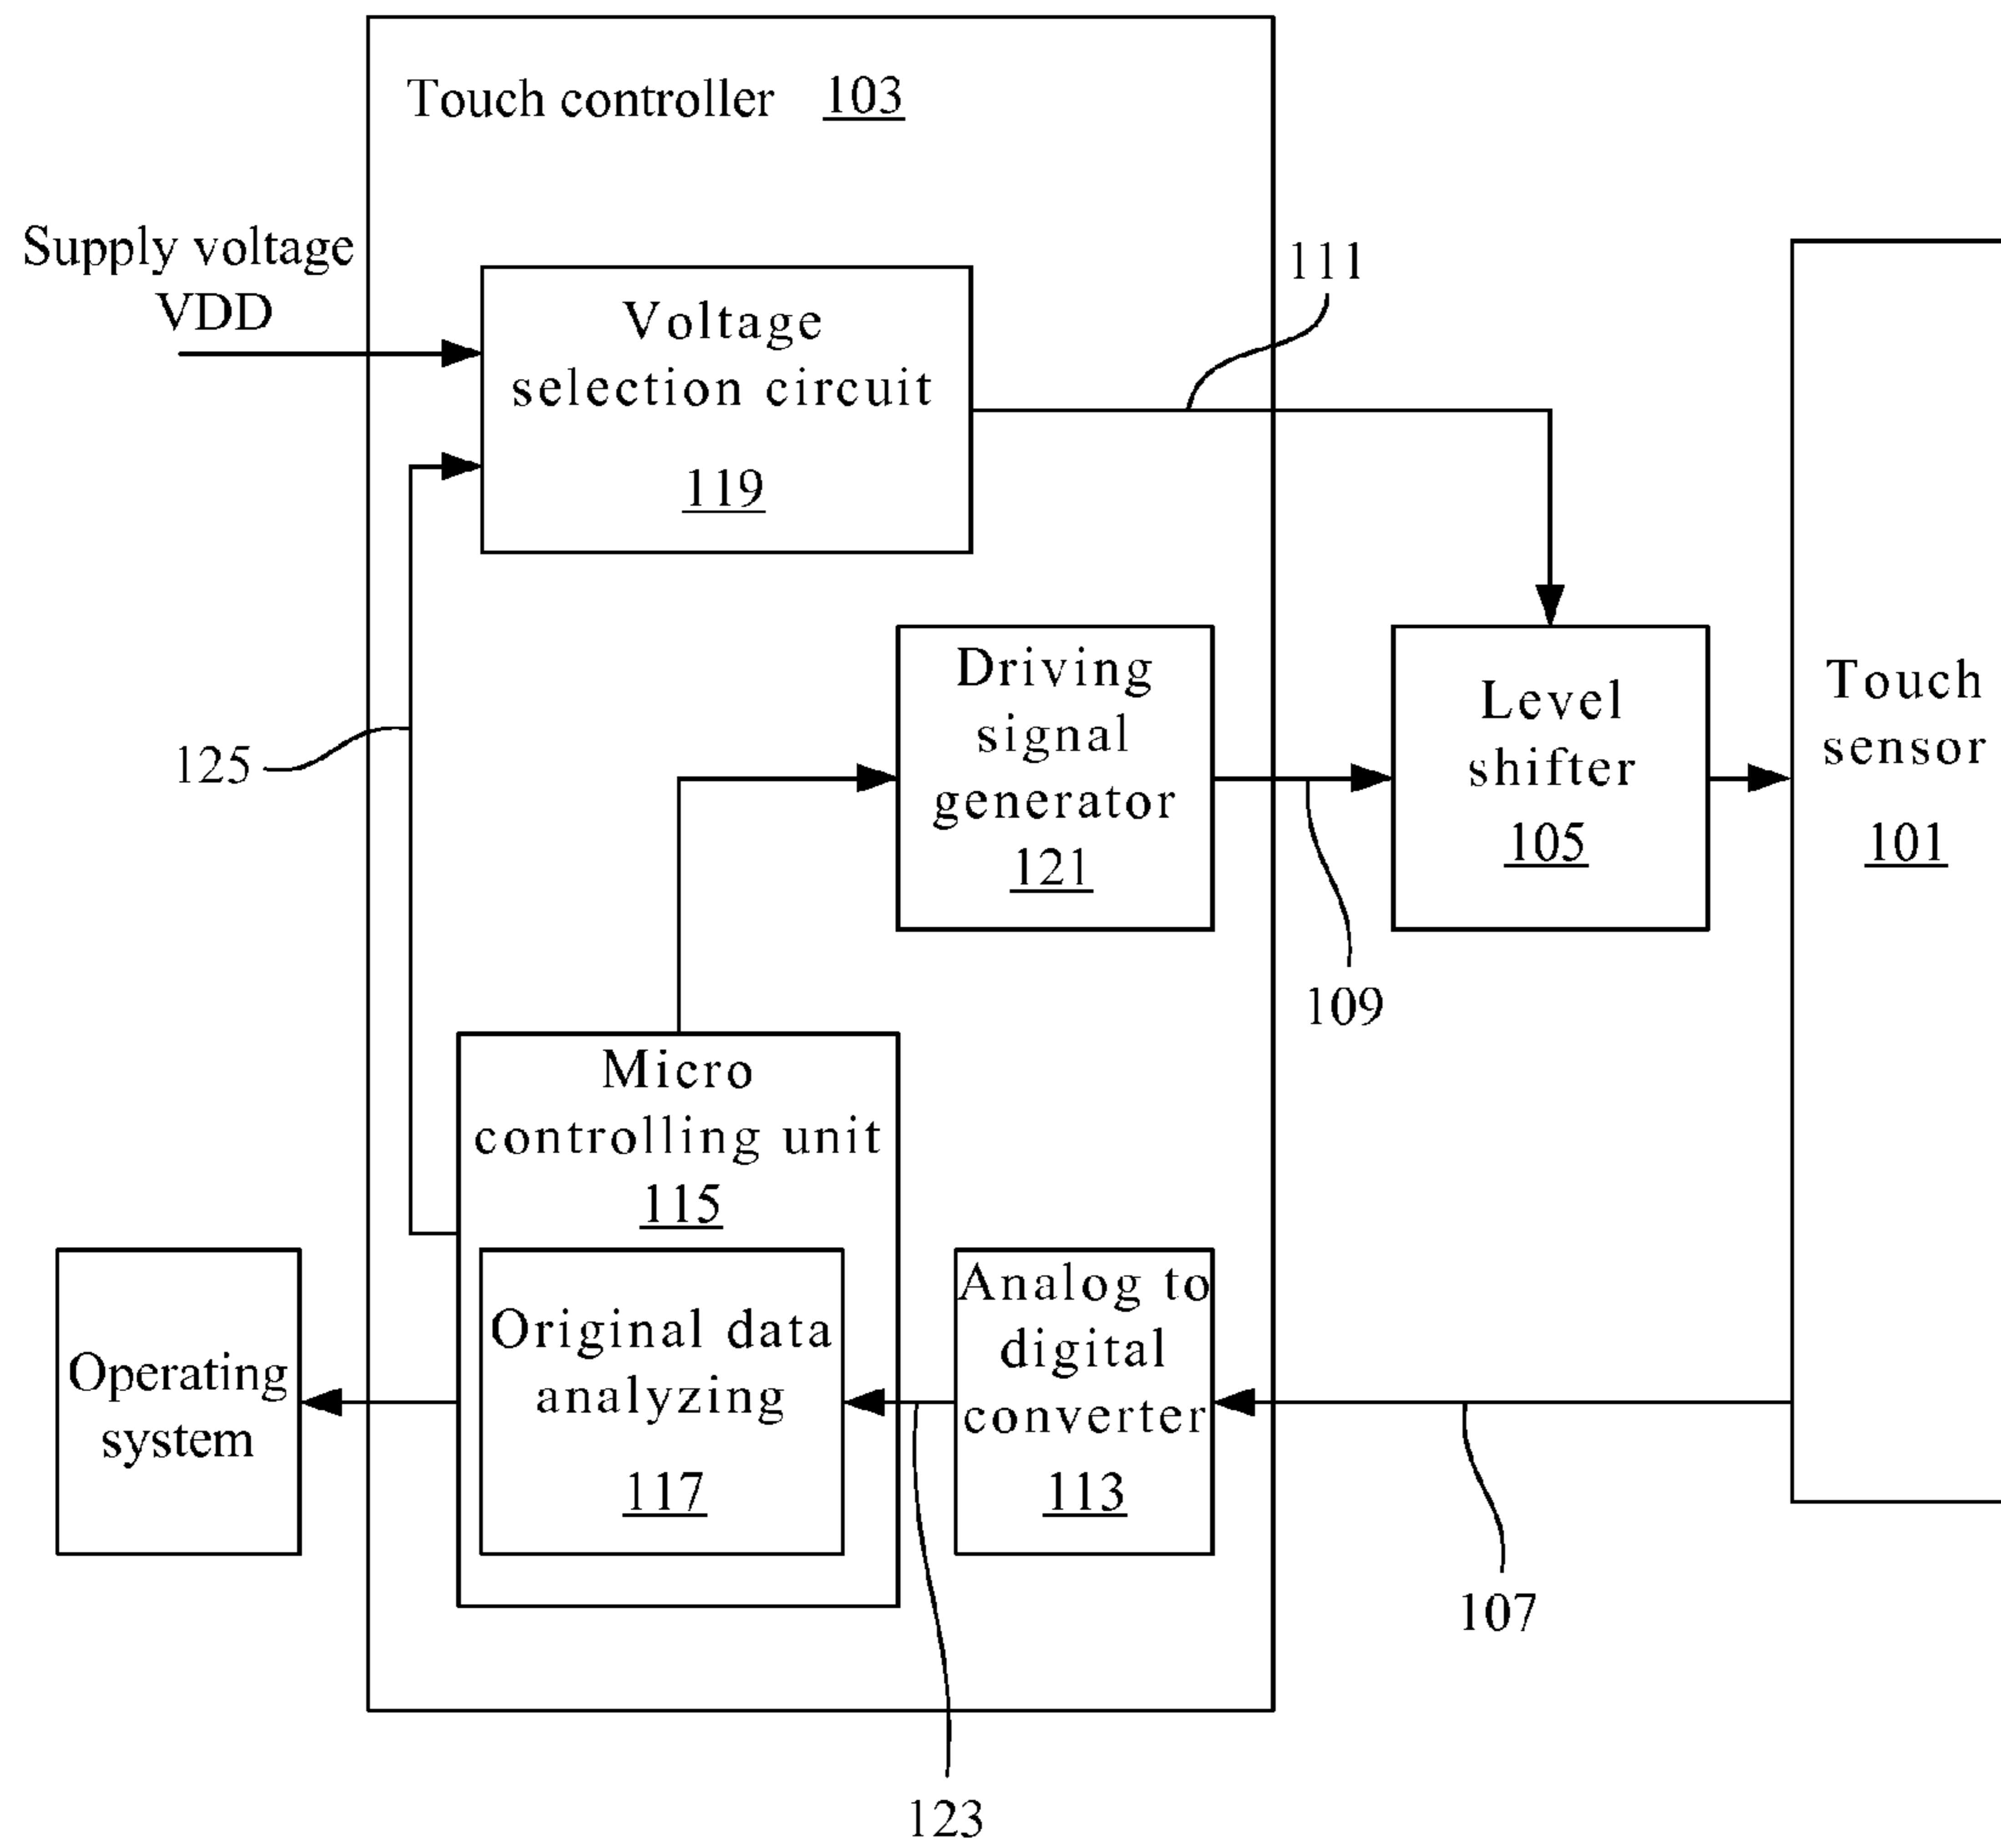 Touch controller 103
Supply voltage
VDD
111
Voltage
selection circuit
119
Driving
signal
generator
121
Level
shifter
105
Touch
sensor
101
125
109
Micro
controlling unit
115
Original data
analyzing
117
Analog to
digital
converter
113
Operating
system
107
123